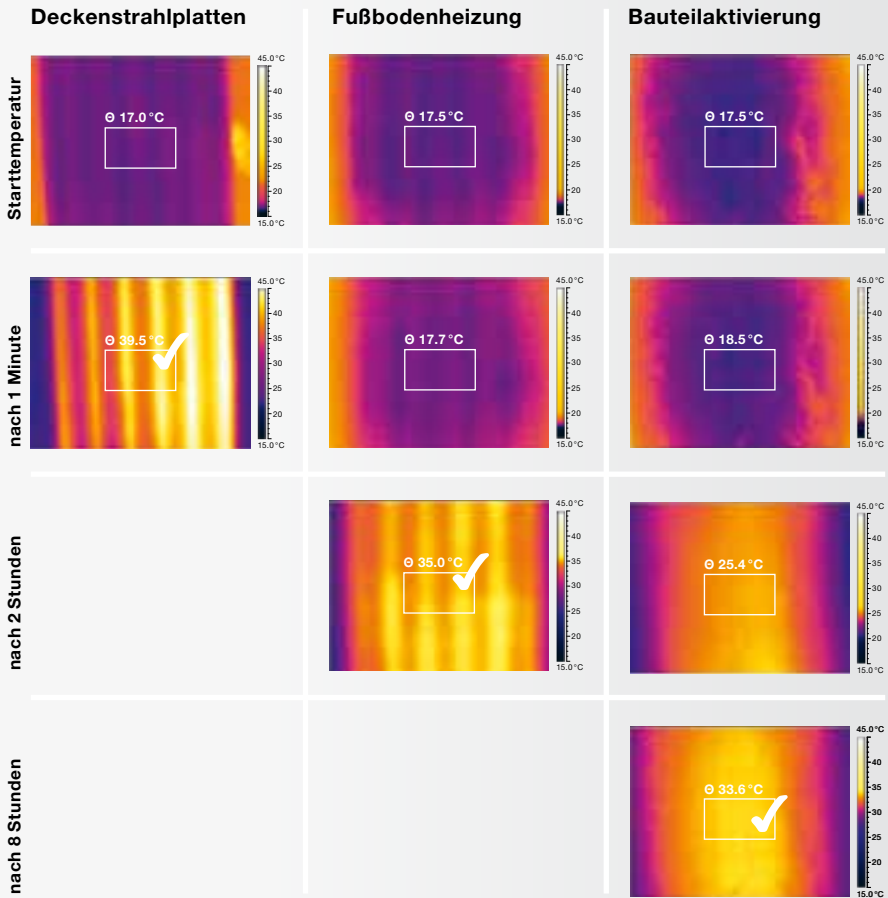 Deckenstrahlplatten Fußbodenheizung Bauteilaktivierung
Starttemperatur
Θ 17.0 °C
45.0 °C
40
35
30
25
20
15.0 °C
Θ 17.5 °C
45.0 °C
40
35
30
25
20
15.0 °C
Θ 17.5 °C
45.0 °C
40
35
30
25
20
15.0 °C
nach 1 Minute
Θ 39.5 °C
45.0 °C
40
35
30
25
20
15.0 °C
Θ 17.7 °C
45.0 °C
40
35
30
25
20
15.0 °C
Θ 18.5 °C
45.0 °C
40
35
30
25
20
15.0 °C
nach 2 Stunden
Θ 35.0 °C
45.0 °C
40
35
30
25
20
15.0 °C
Θ 25.4 °C
45.0 °C
40
35
30
25
20
15.0 °C
nach 8 Stunden
Θ 33.6 °C
45.0 °C
40
35
30
25
20
15.0 °C